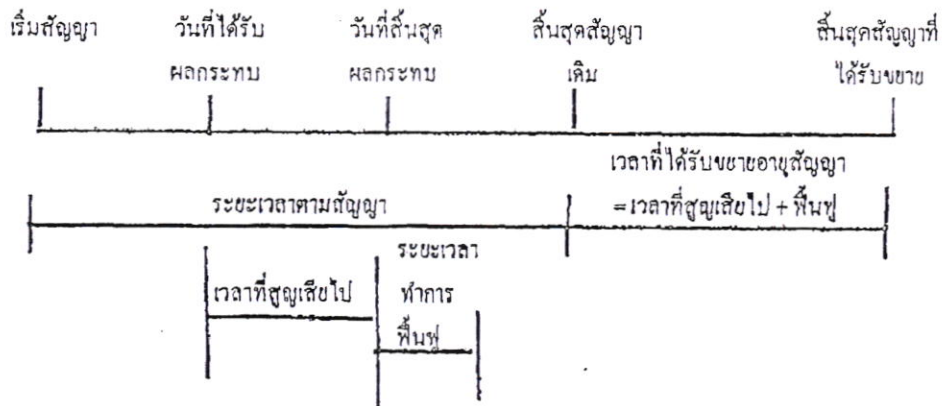 เริ่มสัญญา วันที่ได้รับ วันที่สิ้นสุด สิ้นสุดสัญญา สิ้นสุดสัญญาที่
ผลกระทบ ผลกระทบ เดิม ได้รับขยาย
เวลาที่ได้รับขยายอายุสัญญา
ระยะเวลาตามสัญญา =เวลาที่สูญเสียไป + ฟื้นฟู
ระยะเวลา
เวลาที่สูญเสียไป ทำการ
ฟื้นฟู